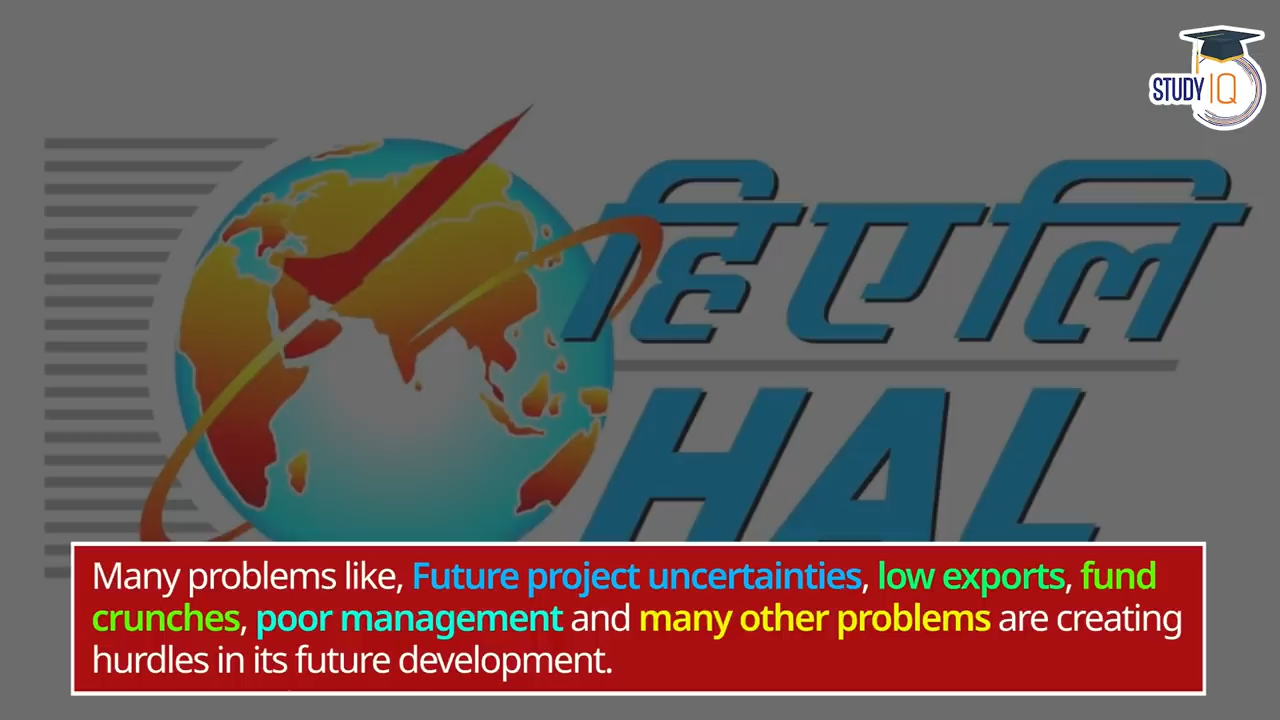 STUDY IQ
हिएलि
HAL
Many problems like, Future project uncertainties, low exports, fund
crunches, poor management and many other problems are creating
hurdles in its future development.